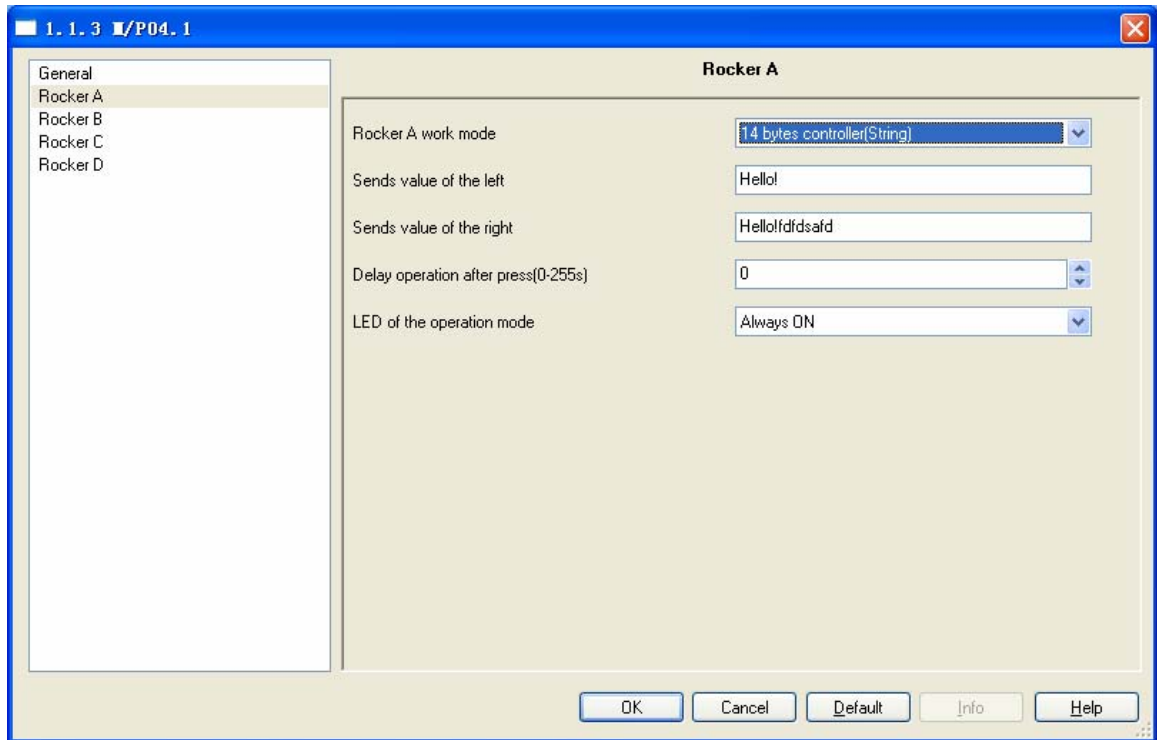 1.1.3 M/P04.1
General
Rocker A
Rocker B
Rocker C
Rocker D
Rocker A
Rocker A work mode
14 bytes controller(String)
Sends value of the left
Hello!
Sends value of the right
Hello!fdfdsafd
Delay operation after press(0-255s)
0
LED of the operation mode
Always ON
OK
Cancel
Default
Info
Help